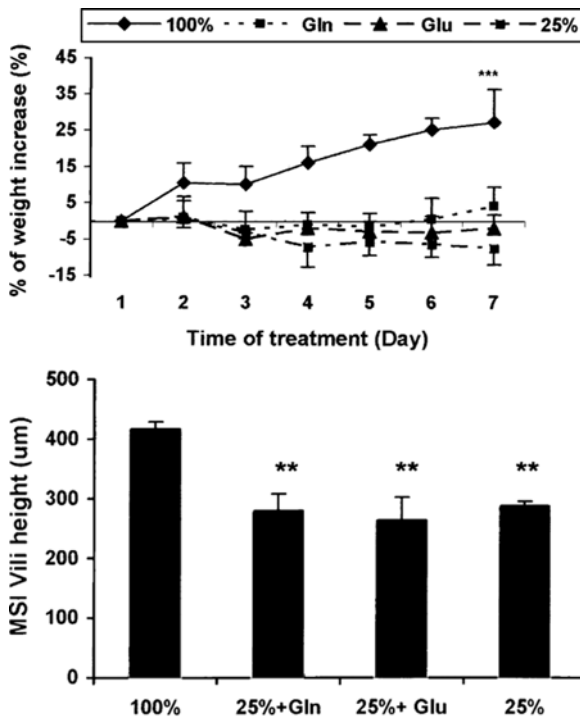 100% Gln Glu 25%
% of weight increase (%)
45
35
25
15
5
-5
-15
***
1 2 3 4 5 6 7
Time of treatment (Day)
MSI Vili height (um)
500
400
300
200
100
0
** ** **
100% 25%+Gln 25%+ Glu 25%